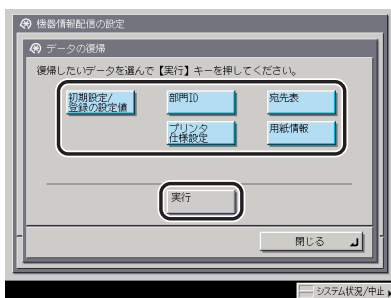 機器情報配信の設定
データの復帰
復帰したいデータを選んで【実行】キーを押してください。
初期設定/
登録の設定値
部門ID
宛先表
プリンタ
仕様設定
用紙情報
実行
閉じる
システム状況/中止